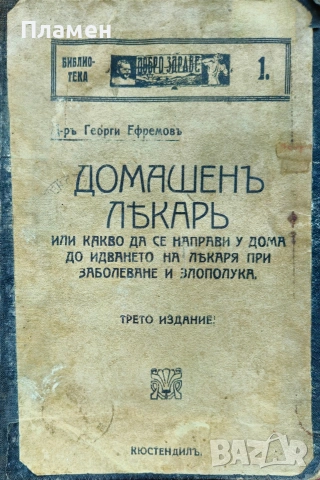 БИБЛИО-
ТЕКА
ДОБРО ЗДРАВЕ
1.
Д-ръ Георги Ефремовъ
ДОМАШЕНЪ
ЛѢКАРЬ
ИЛИ КАКВО ДА СЕ НАПРАВИ У ДОМА
ДО ИДВАНЕТО НА ЛѢКАРЯ ПРИ
ЗАБОЛЕВАНЕ И ЗЛОПОЛУКА.
ТРЕТО ИЗДАНИЕ.
КЮСТЕНДИЛЪ.
BAZAR
bg